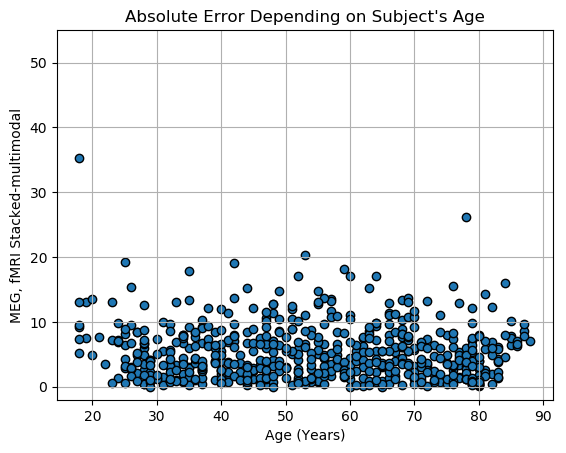 Absolute Error Depending on Subject's Age
MEG, fMRI Stacked-multimodal
50
40
30
20
10
0
20 30 40 50 60 70 80 90
Age (Years)